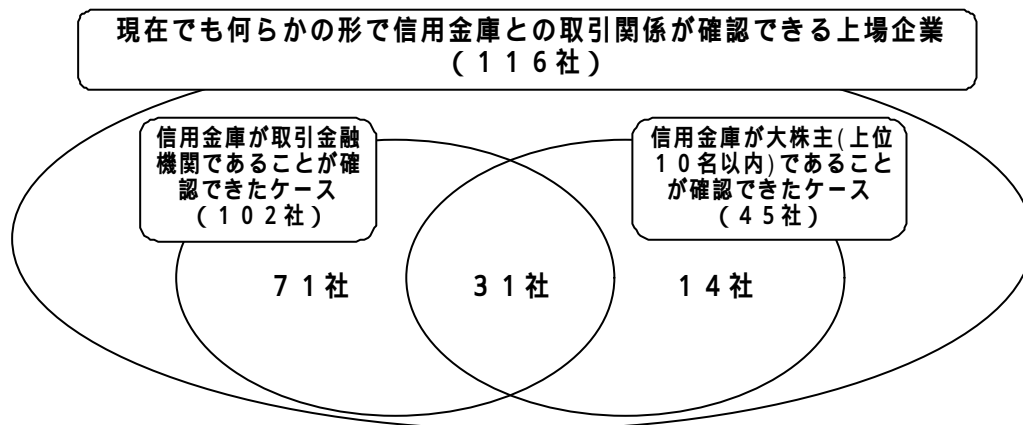 現在でも何らかの形で信用金庫との取引関係が確認できる上場企業
(116社)
信用金庫が取引金融
機関であることが確
認できたケース
(102社)
信用金庫が大株主(上位
10名以内)であること
が確認できたケース
(45社)
71社
31社
14社